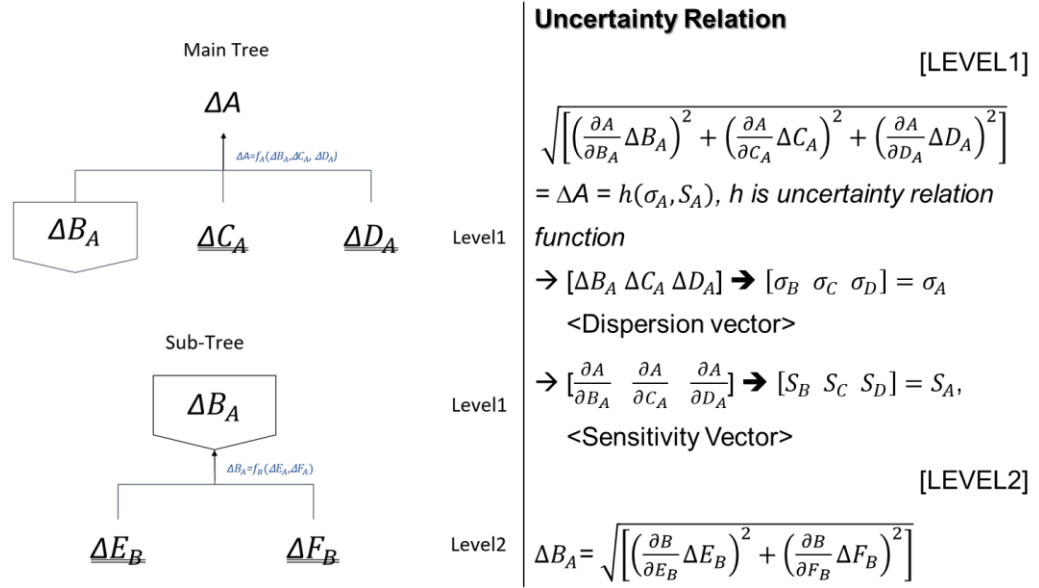 Main Tree
ΔA
ΔA=f_A(ΔB_A,ΔC_A, ΔD_A)
ΔB_A
ΔC_A
ΔD_A
Level1
Sub-Tree
ΔB_A
Level1
ΔB_A=f_B(ΔE_A,ΔF_A)
ΔE_B
ΔF_B
Level2
Uncertainty Relation
[LEVEL1]
√[(∂A/∂B_A ΔB_A)^2 + (∂A/∂C_A ΔC_A)^2 + (∂A/∂D_A ΔD_A)^2]
= ΔA = h(σ_A, S_A), h is uncertainty relation
function
→ [ΔB_A ΔC_A ΔD_A] ➔ [σ_B σ_C σ_D] = σ_A
<Dispersion vector>
→ [∂A/∂B_A ∂A/∂C_A ∂A/∂D_A] ➔ [S_B S_C S_D] = S_A,
<Sensitivity Vector>
[LEVEL2]
ΔB_A= √[(∂B/∂E_B ΔE_B)^2 + (∂B/∂F_B ΔF_B)^2]